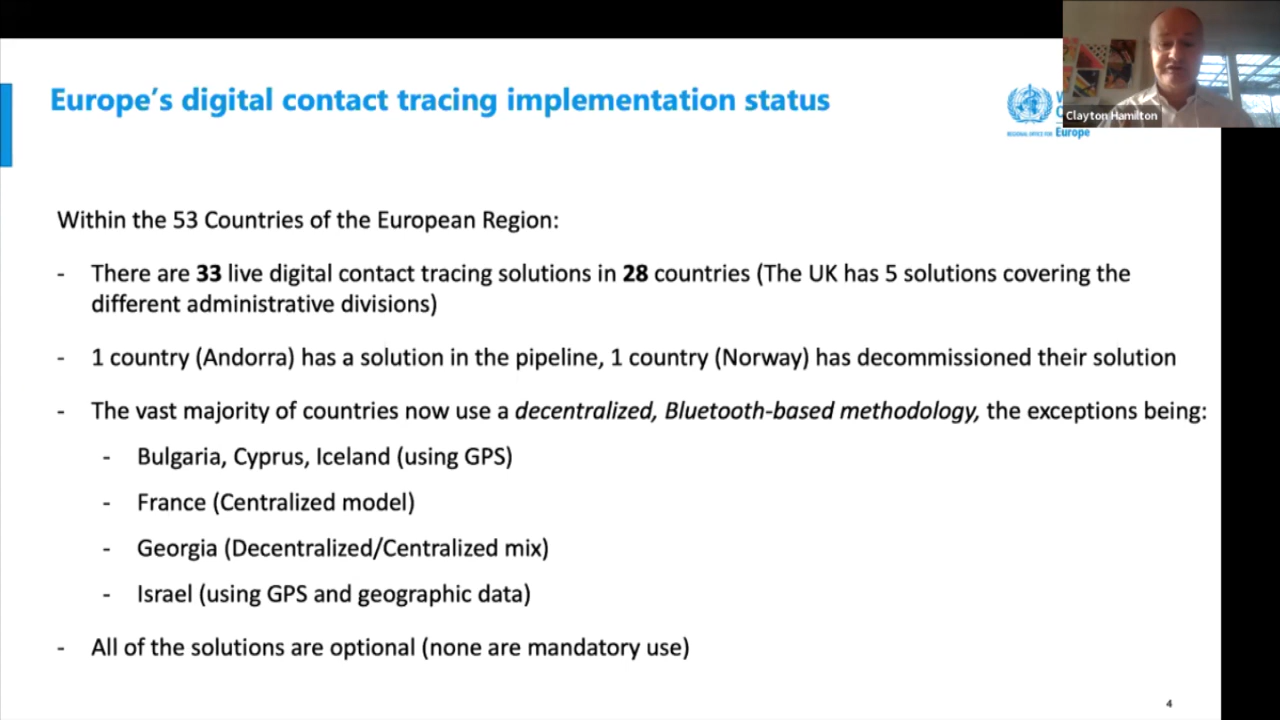 Europe's digital contact tracing implementation status
Clayton Hamilton
REGIONAL OFFICE FOR Europe
Within the 53 Countries of the European Region:
- There are 33 live digital contact tracing solutions in 28 countries (The UK has 5 solutions covering the
different administrative divisions)
- 1 country (Andorra) has a solution in the pipeline, 1 country (Norway) has decommissioned their solution
- The vast majority of countries now use a decentralized, Bluetooth-based methodology, the exceptions being:
- Bulgaria, Cyprus, Iceland (using GPS)
- France (Centralized model)
- Georgia (Decentralized/Centralized mix)
- Israel (using GPS and geographic data)
- All of the solutions are optional (none are mandatory use)
4